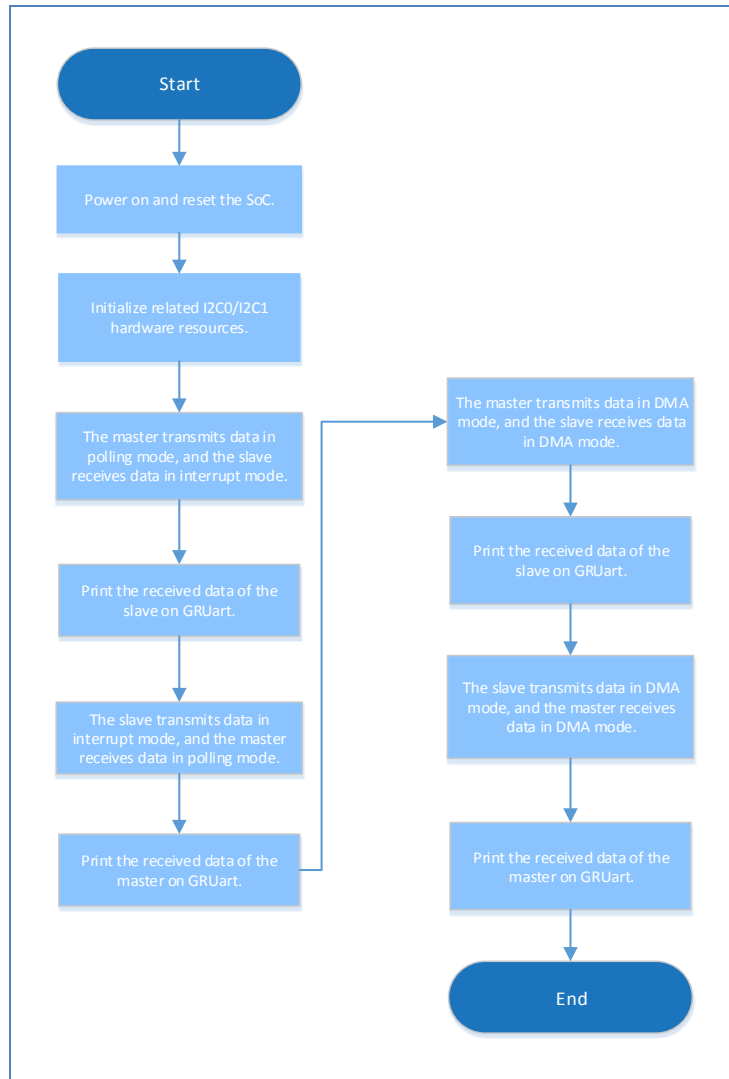 Start
Power on and reset the SoC.
Initialize related I2C0/I2C1
hardware resources.
The master transmits data in
polling mode, and the slave
receives data in interrupt mode.
Print the received data of the
slave on GRUart.
The slave transmits data in
interrupt mode, and the master
receives data in polling mode.
Print the received data of the
master on GRUart.
The master transmits data in DMA
mode, and the slave receives data
in DMA mode.
Print the received data of the
slave on GRUart.
The slave transmits data in DMA
mode, and the master receives
data in DMA mode.
Print the received data of the
master on GRUart.
End